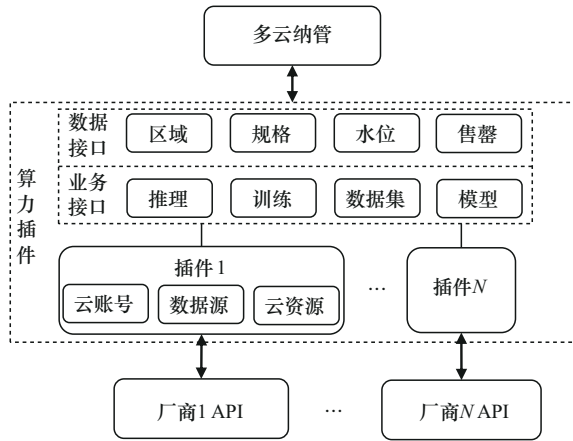 多云纳管
数据
接口
区域
规格
水位
售罄
业务
接口
推理
训练
数据集
模型
算
力
插
件
插件1
云账号
数据源
云资源
…
插件N
厂商1 API
…
厂商N API